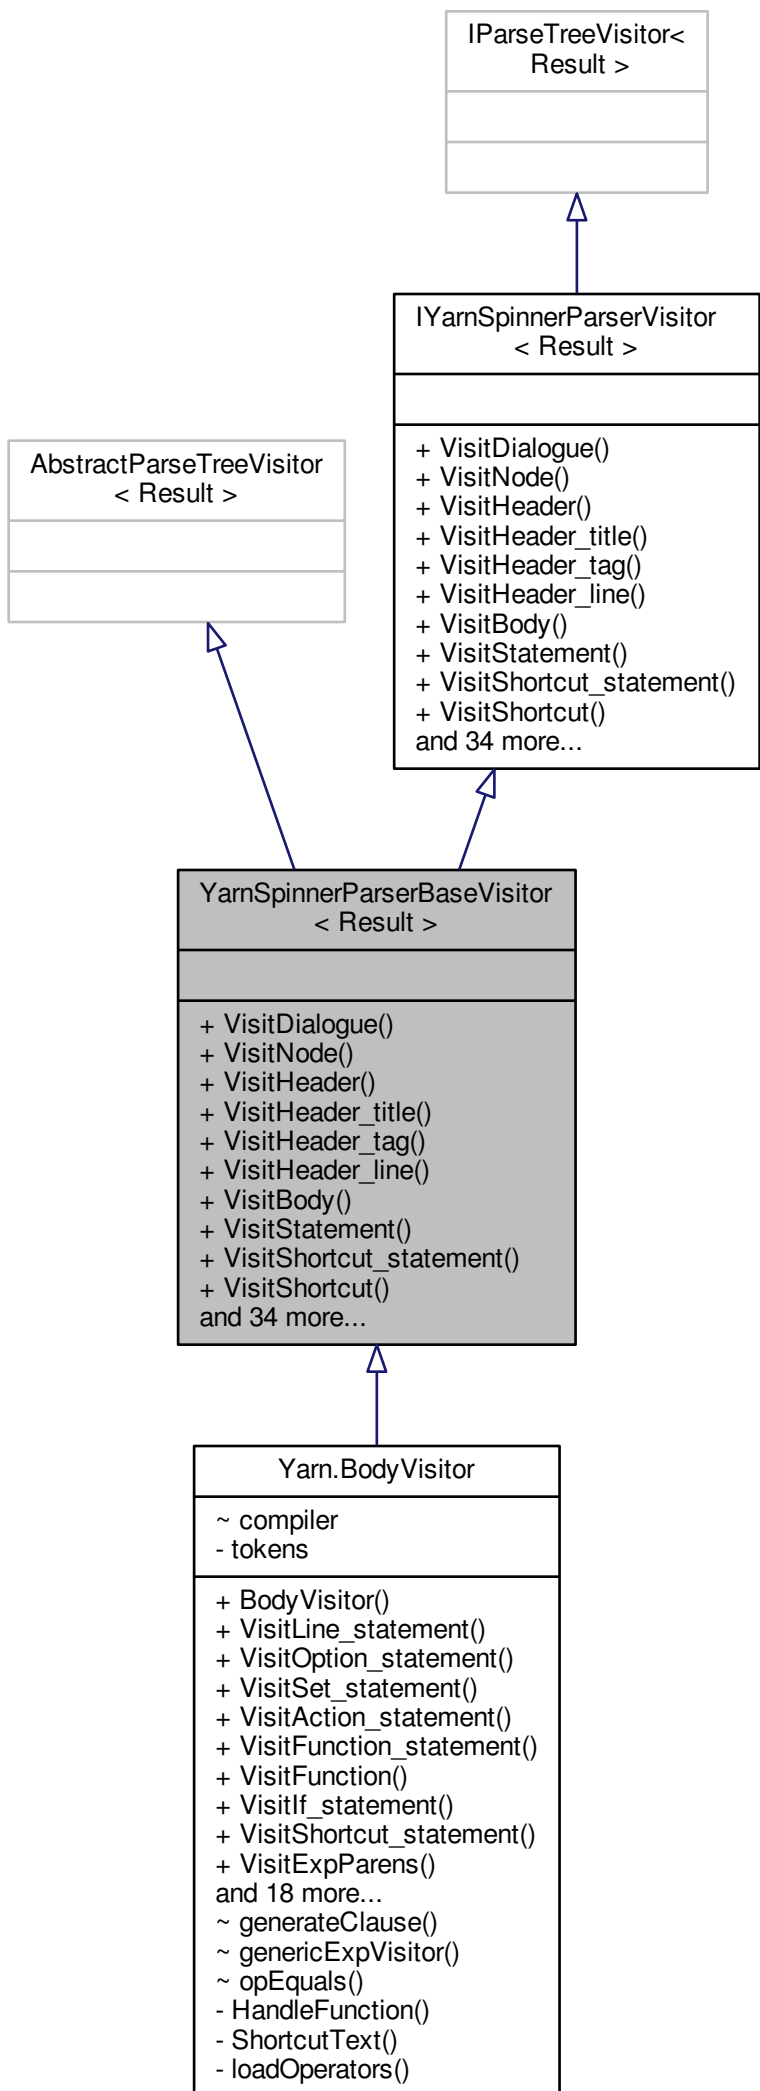 IParseTreeVisitor<
Result >
IYarnSpinnerParserVisitor
< Result >
+ VisitDialogue()
+ VisitNode()
+ VisitHeader()
+ VisitHeader_title()
+ VisitHeader_tag()
+ VisitHeader_line()
+ VisitBody()
+ VisitStatement()
+ VisitShortcut_statement()
+ VisitShortcut()
and 34 more...
AbstractParseTreeVisitor
< Result >
YarnSpinnerParserBaseVisitor
< Result >
+ VisitDialogue()
+ VisitNode()
+ VisitHeader()
+ VisitHeader_title()
+ VisitHeader_tag()
+ VisitHeader_line()
+ VisitBody()
+ VisitStatement()
+ VisitShortcut_statement()
+ VisitShortcut()
and 34 more...
Yarn.BodyVisitor
~ compiler
- tokens
+ BodyVisitor()
+ VisitLine_statement()
+ VisitOption_statement()
+ VisitSet_statement()
+ VisitAction_statement()
+ VisitFunction_statement()
+ VisitFunction()
+ VisitIf_statement()
+ VisitShortcut_statement()
+ VisitExpParens()
and 18 more...
~ generateClause()
~ genericExpVisitor()
~ opEquals()
- HandleFunction()
- ShortcutText()
- loadOperators()